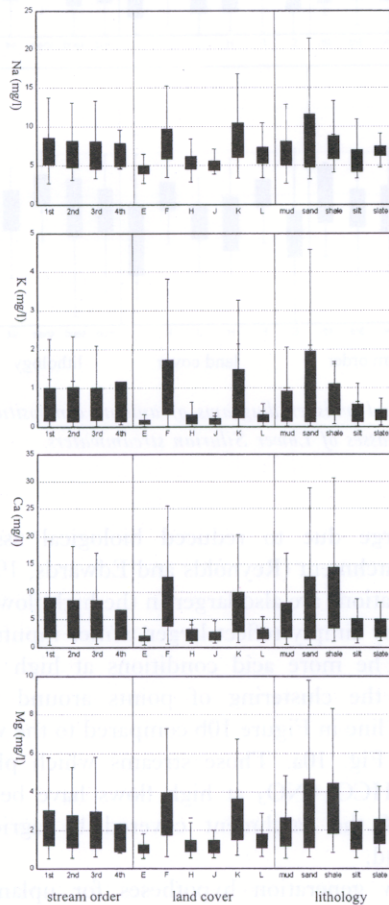 Na (mg/l)
25
20
15
10
5
0
1st 2nd 3rd 4th E F H J K L mud sand shale silt slate
K (mg/l)
5
4
3
2
1
0
1st 2nd 3rd 4th E F H J K L mud sand shale silt slate
Ca (mg/l)
35
30
25
20
15
10
5
0
1st 2nd 3rd 4th E F H J K L mud sand shale silt slate
Mg (mg/l)
10
8
6
4
2
0
1st 2nd 3rd 4th E F H J K L mud sand shale silt slate
stream order land cover lithology